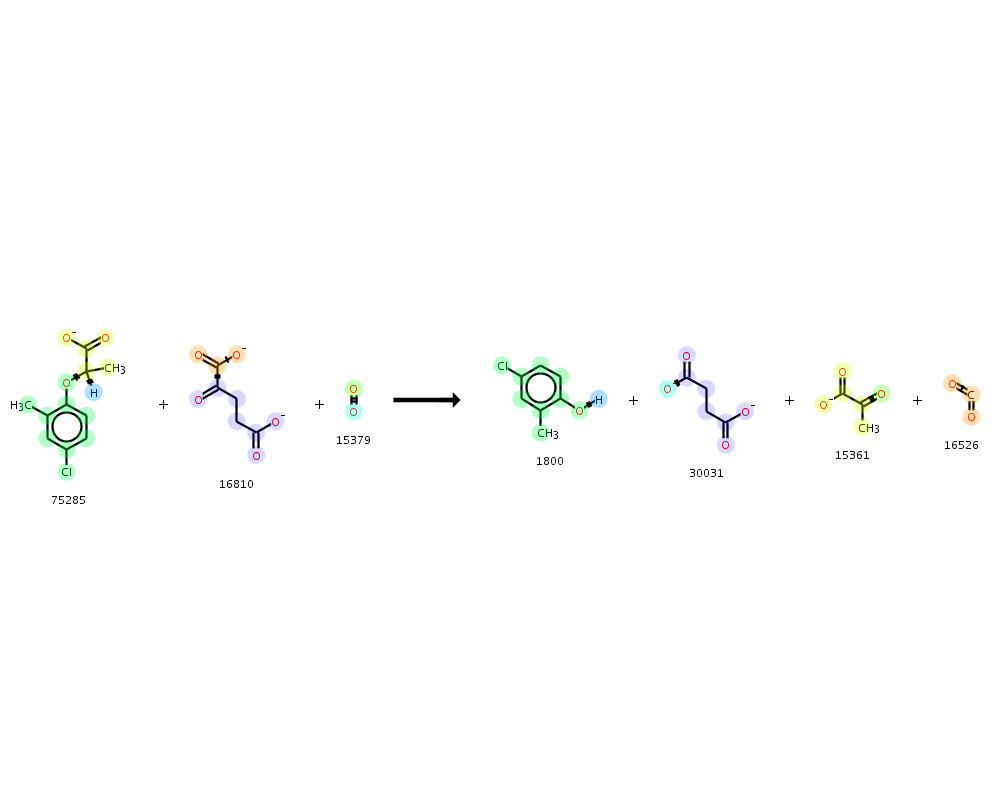 O⁻ O
CH3
O H
H3C
Cl
75285
+
O O⁻
O
O⁻
O
16810
+
O
O
15379
Cl
O H
CH3
1800
+
O
O
O⁻
O
30031
+
O
O⁻ O
CH3
15361
+
O
C
O
16526